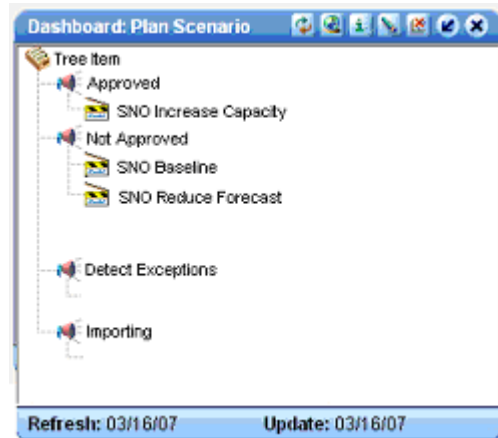 Dashboard: Plan Scenario
Tree Item
Approved
SNO Increase Capacity
Not Approved
SNO Baseline
SNO Reduce Forecast
Detect Exceptions
Importing
Refresh: 03/16/07 Update: 03/16/07